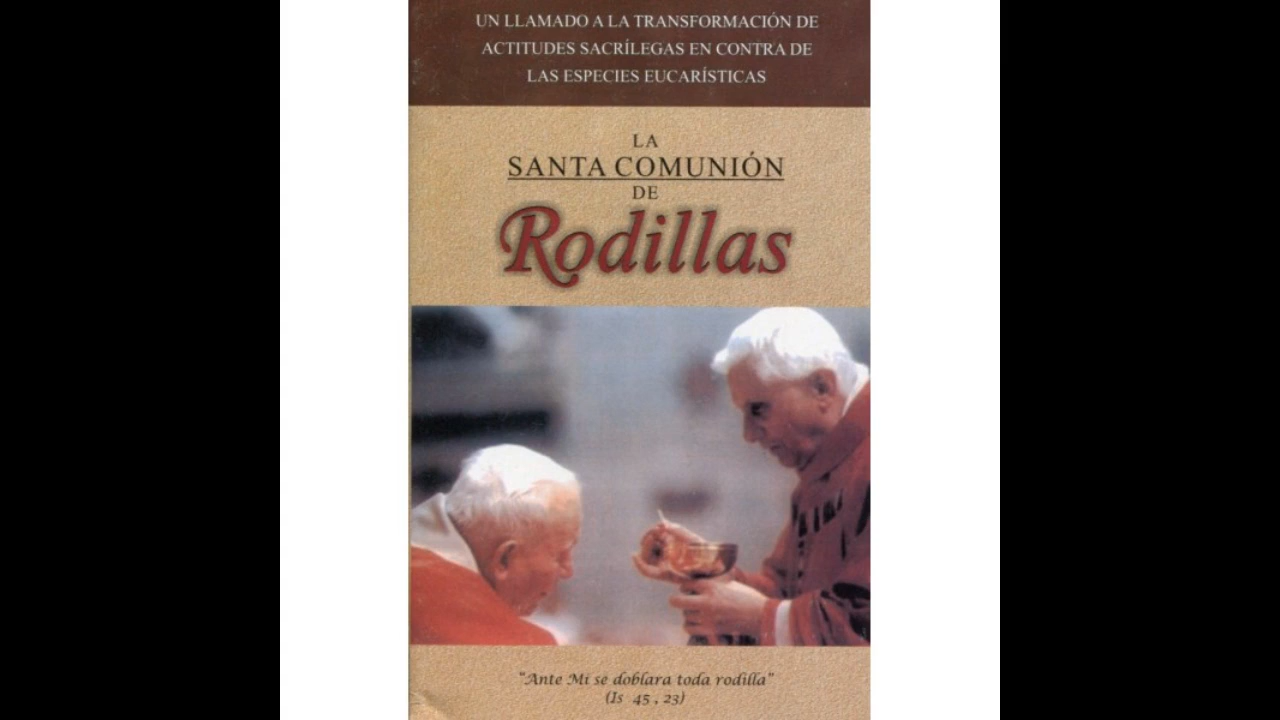 UN LLAMADO A LA TRANSFORMACIÓN DE
ACTITUDES SACRÍLEGAS EN CONTRA DE
LAS ESPECIES EUCARÍSTICAS
LA
SANTA COMUNIÓN
DE
Rodillas
"Ante Mi se doblara toda rodilla"
(Is 45 , 23)